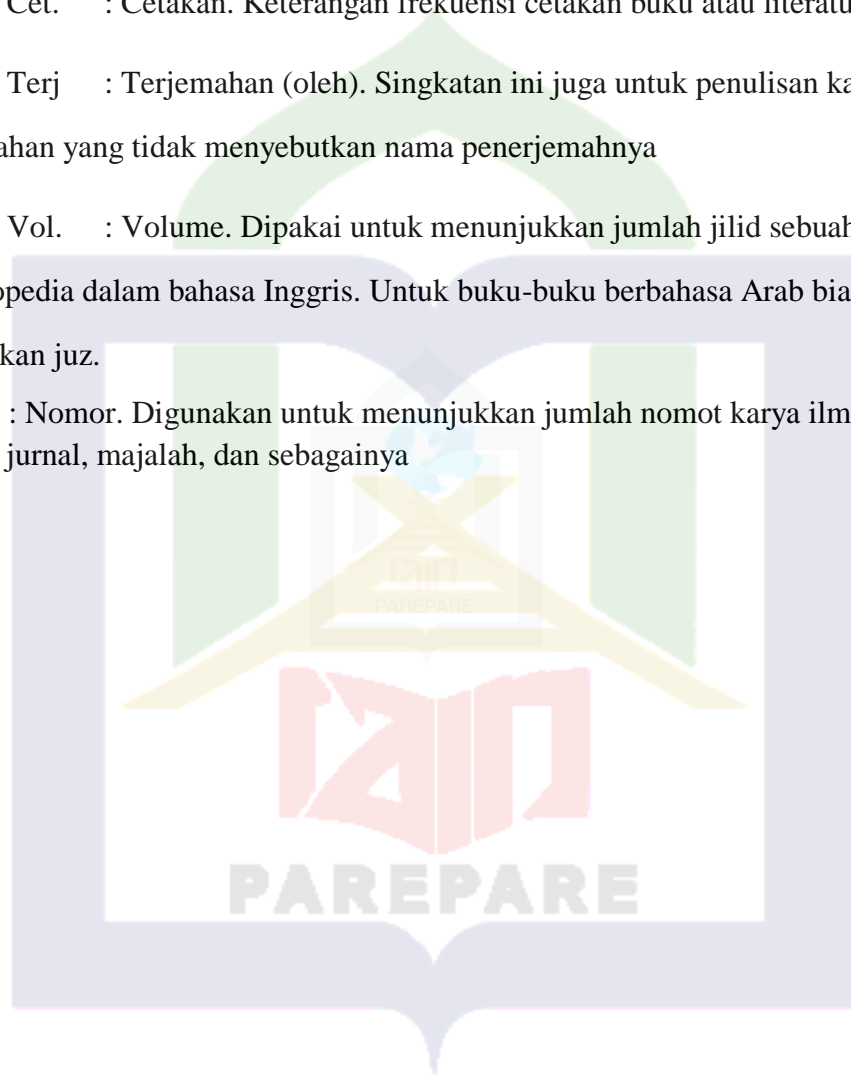 Cet. : Cetakan. Keterangan frekuensi cetakan buku atau literatu
Terj : Terjemahan (oleh). Singkatan ini juga untuk penulisan ka
ahan yang tidak menyebutkan nama penerjemahnya
Vol. : Volume. Dipakai untuk menunjukkan jumlah jilid sebuah
opedia dalam bahasa Inggris. Untuk buku-buku berbahasa Arab bia
kan juz.
: Nomor. Digunakan untuk menunjukkan jumlah nomot karya ilm
jurnal, majalah, dan sebagainya
iain
PAREPARE
iain
PAREPARE